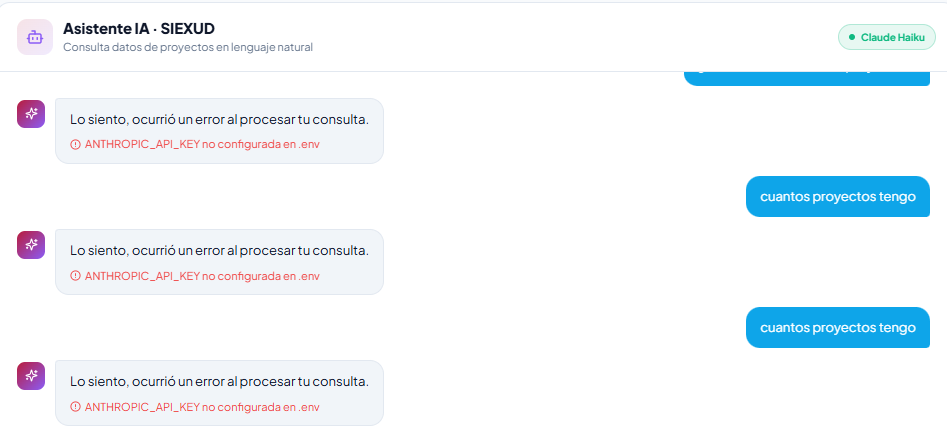 Asistente IA · SIEXUD
Consulta datos de proyectos en lenguaje natural
Claude Haiku
Lo siento, ocurrió un error al procesar tu consulta.
ANTHROPIC_API_KEY no configurada en .env
cuantos proyectos tengo
Lo siento, ocurrió un error al procesar tu consulta.
ANTHROPIC_API_KEY no configurada en .env
cuantos proyectos tengo
Lo siento, ocurrió un error al procesar tu consulta.
ANTHROPIC_API_KEY no configurada en .env